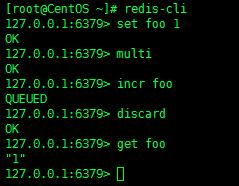 [root@CentOS ~]# redis-cli
127.0.0.1:6379> set foo 1
OK
127.0.0.1:6379> multi
OK
127.0.0.1:6379> incr foo
QUEUED
127.0.0.1:6379> discard
OK
127.0.0.1:6379> get foo
"1"
127.0.0.1:6379>